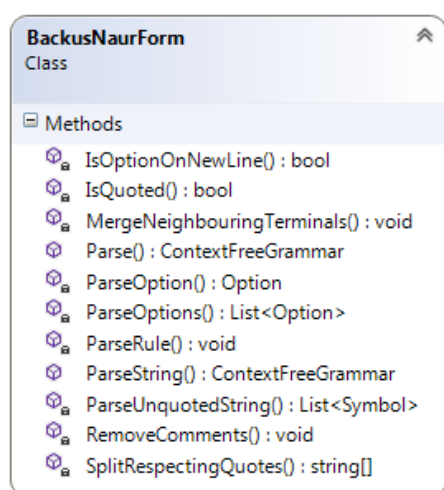 BackusNaurForm
Class
Methods
IsOptionOnNewLine() : bool
IsQuoted() : bool
MergeNeighbouringTerminals() : void
Parse() : ContextFreeGrammar
ParseOption() : Option
ParseOptions() : List<Option>
ParseRule() : void
ParseString() : ContextFreeGrammar
ParseUnquotedString() : List<Symbol>
RemoveComments() : void
SplitRespectingQuotes() : string[]